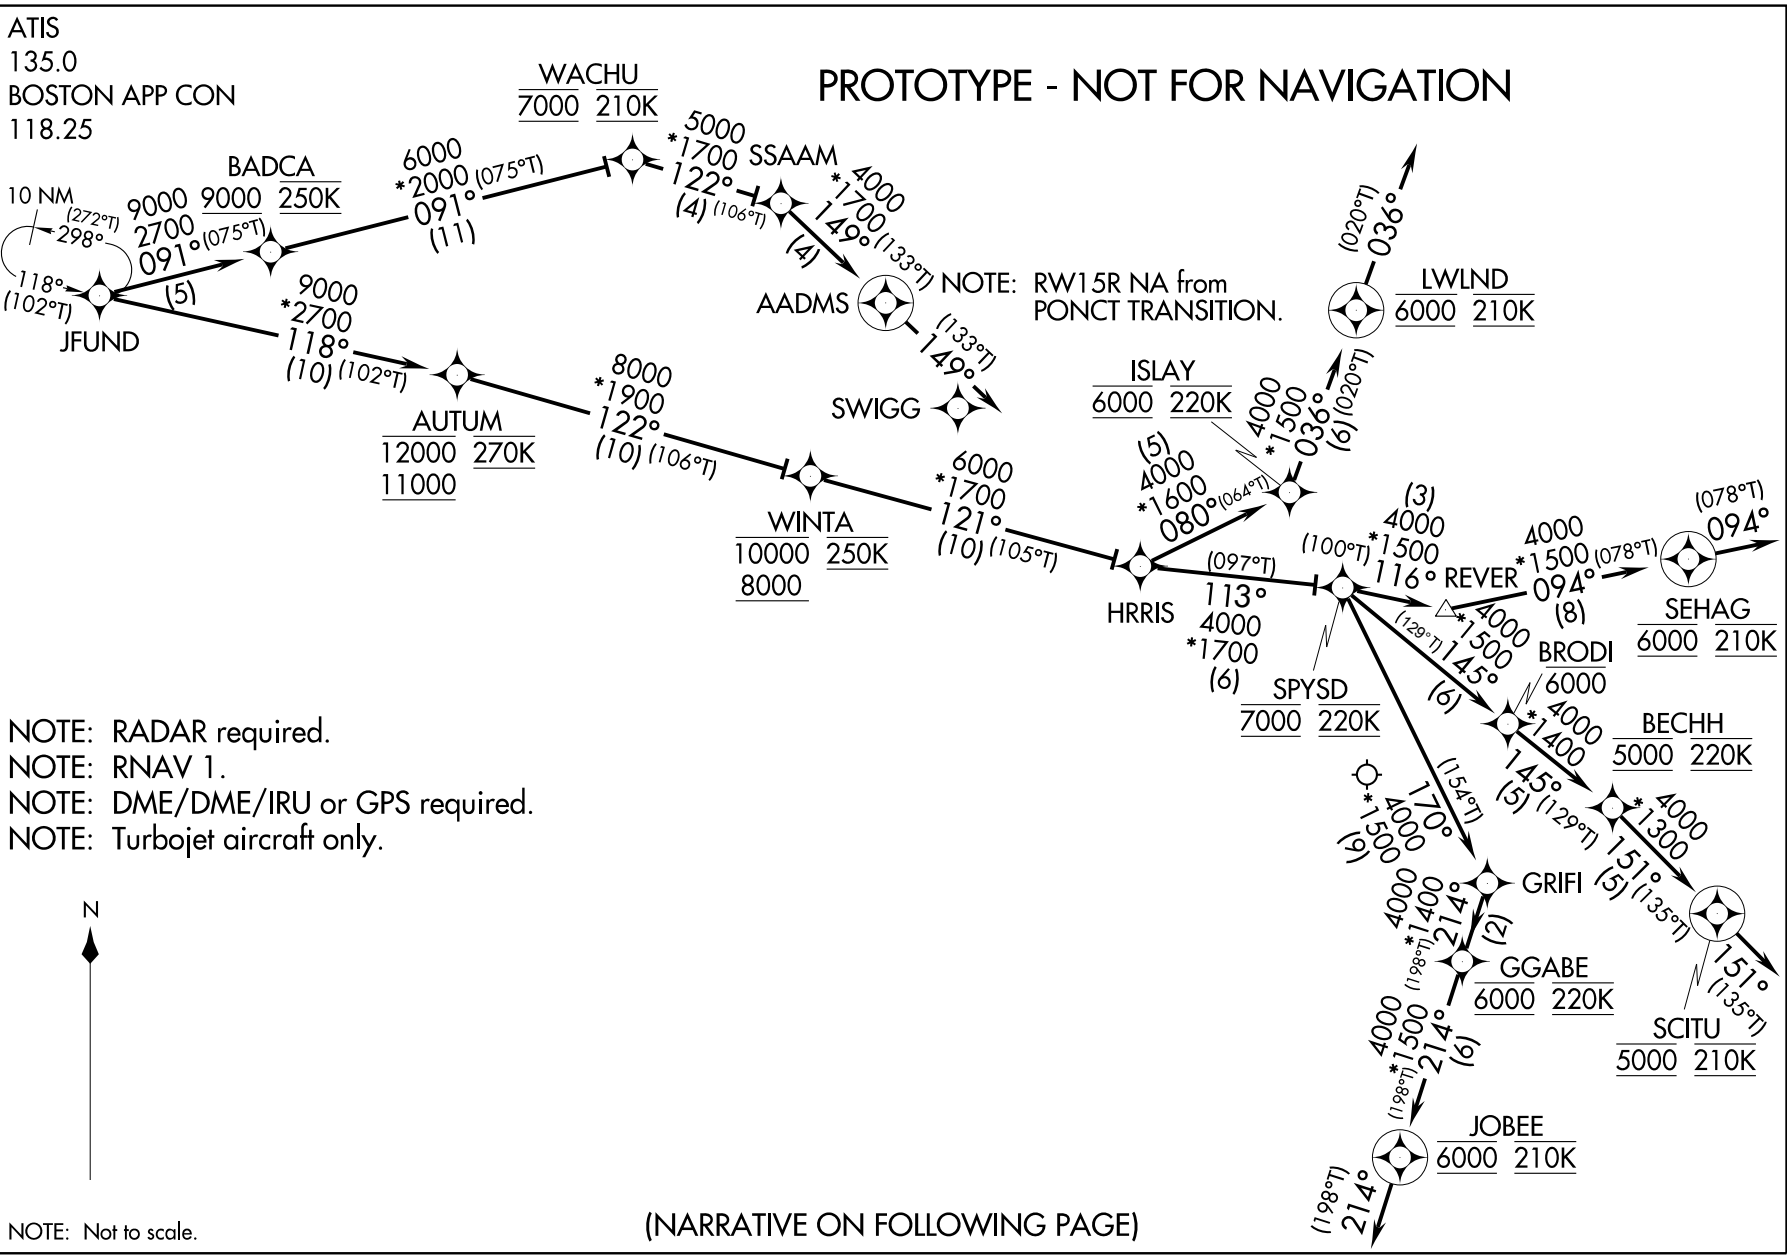 ATIS
135.0
BOSTON APP CON
118.25
PROTOTYPE - NOT FOR NAVIGATION
WACHU
7000 210K
BADCA
9000 250K
10 NM
(272°T)
298°
118°
(102°T)
JFUND
9000
2700
091° (075°T)
(5)
6000
*2000 (075°T)
091°
(11)
5000
*1700
122°
(4) (106°T)
SSAAM
4000
*1700
149° (133°T)
(4)
AADMS
(133°T)
149°
SWIGG
NOTE: RW15R NA from
PONCT TRANSITION.
9000
*2700
118°
(10) (102°T)
AUTUM
12000 270K
11000
8000
*1900
122°
(10) (106°T)
WINTA
10000 250K
8000
6000
*1700
121°
(10) (105°T)
HRRIS
ISLAY
6000 220K
(5)
4000
*1600
080° (064°T)
4000
*1500
036°
(6) (020°T)
LWLND
6000 210K
(020°T)
036°
(097°T)
113°
4000
*1700
(6)
SPYSD
7000 220K
(3)
4000
*1500
(100°T) 116°
REVER
4000
*1500 (078°T)
094°
(8)
SEHAG
6000 210K
(078°T)
094°
4000
*1500
(129°T) 145°
(6)
BRODI
6000
4000
*1400
145°
(5) (129°T)
BECHH
5000 220K
4000
*1300
151°
(5) (135°T)
SCITU
5000 210K
151°
(135°T)
(154°T)
170°
4000
*1500
(9)
GRIFI
4000
*1400
(198°T) 214°
(2)
GGABE
6000 220K
4000
*1500
(198°T) 214°
(6)
JOBEE
6000 210K
(198°T)
214°
NOTE: RADAR required.
NOTE: RNAV 1.
NOTE: DME/DME/IRU or GPS required.
NOTE: Turbojet aircraft only.
N
NOTE: Not to scale.
(NARRATIVE ON FOLLOWING PAGE)